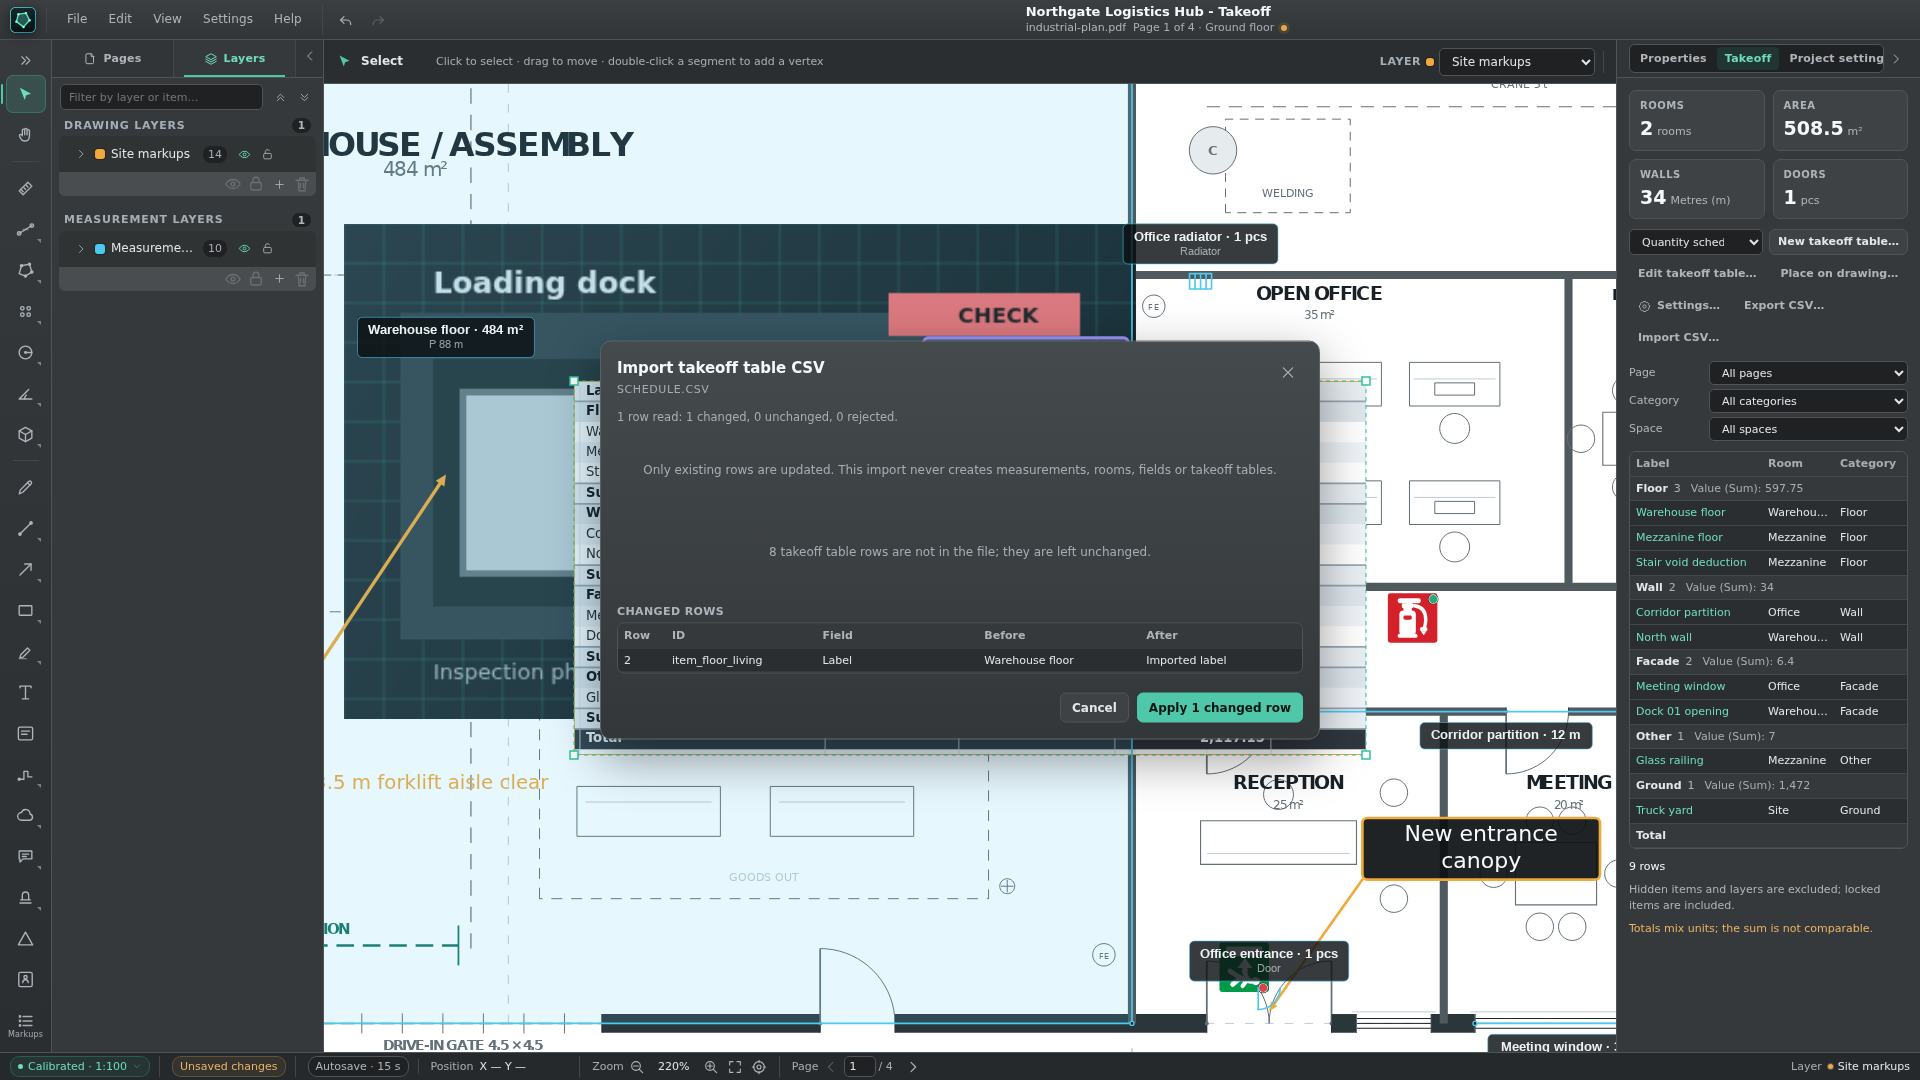 File Edit View Settings Help
Northgate Logistics Hub - Takeoff
industrial-plan.pdf Page 1 of 4 · Ground floor
Pages
Layers
Select
Click to select · drag to move · double-click a segment to add a vertex
LAYER
Site markups
Properties
Takeoff
Project setting
Filter by layer or item...
DRAWING LAYERS
1
Site markups
14
MEASUREMENT LAYERS
1
Measureme...
10
Markups
OUSE / ASSEMBLY
484 m²
Loading dock
CHECK
Warehouse floor · 484 m²
P 88 m
C
WELDING
Office radiator · 1 pcs
Radiator
FE
OPEN OFFICE
35 m²
Import takeoff table CSV
SCHEDULE.CSV
1 row read: 1 changed, 0 unchanged, 0 rejected.
Only existing rows are updated. This import never creates measurements, rooms, fields or takeoff tables.
8 takeoff table rows are not in the file; they are left unchanged.
CHANGED ROWS
Row ID Field Before After
2 item_floor_living Label Warehouse floor Imported label
Cancel
Apply 1 changed row
Total
Inspection ph
.5 m forklift aisle clear
GOODS OUT
ION
FE
DRIVE-IN GATE 4.5 × 4.5
Corridor partition · 12 m
RECEPTION
25 m²
MEETING
20 m²
New entrance
canopy
Office entrance · 1 pcs
Door
Meeting window ·
ROOMS
2 rooms
AREA
508.5 m²
WALLS
34 Metres (m)
DOORS
1 pcs
Quantity sched
New takeoff table...
Edit takeoff table...
Place on drawing...
Settings...
Export CSV...
Import CSV...
Page
All pages
Category
All categories
Space
All spaces
Label Room Category
Floor 3 Value (Sum): 597.75
Warehouse floor Warehou... Floor
Mezzanine floor Mezzanine Floor
Stair void deduction Mezzanine Floor
Wall 2 Value (Sum): 34
Corridor partition Office Wall
North wall Warehou... Wall
Facade 2 Value (Sum): 6.4
Meeting window Office Facade
Dock 01 opening Warehou... Facade
Other 1 Value (Sum): 7
Glass railing Mezzanine Other
Ground 1 Value (Sum): 1,472
Truck yard Site Ground
Total
9 rows
Hidden items and layers are excluded; locked
items are included.
Totals mix units; the sum is not comparable.
Calibrated · 1:100
Unsaved changes
Autosave · 15 s
Position X — Y —
Zoom
220%
Page
1
/ 4
Layer
Site markups